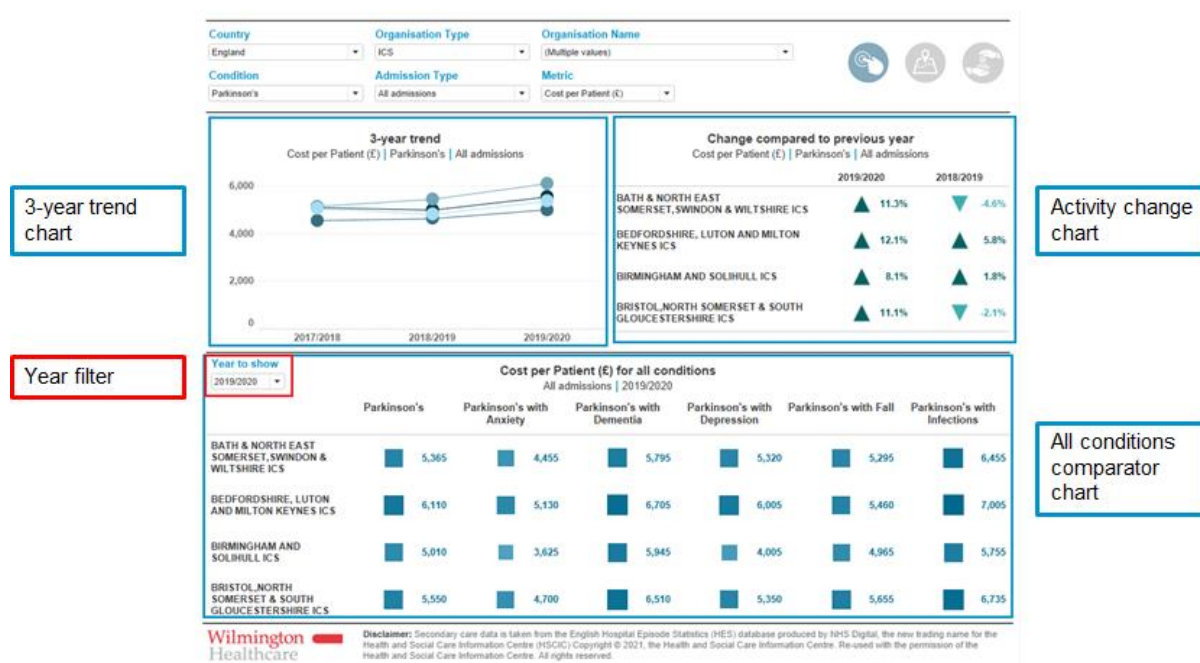 Country
Organisation Type
Organisation Name
England
ICS
(Multiple values)
Condition
Admission Type
Metric
Parkinson's
All admissions
Cost per Patient (£)
3-year trend chart
3-year trend
Cost per Patient (£) | Parkinson's | All admissions
6,000
4,000
2,000
0
2017/2018
2018/2019
2019/2020
Change compared to previous year
Cost per Patient (£) | Parkinson's | All admissions
2019/2020
2018/2019
BATH & NORTH EAST
SOMERSET,SWINDON & WILTSHIRE ICS
11.3%
-4.6%
BEDFORDSHIRE, LUTON AND MILTON
KEYNES ICS
12.1%
5.8%
BIRMINGHAM AND SOLIHULL ICS
8.1%
1.8%
BRISTOL,NORTH SOMERSET & SOUTH
GLOUCESTERSHIRE ICS
11.1%
-2.1%
Activity change
chart
Year filter
Year to show
2019/2020
Cost per Patient (£) for all conditions
All admissions | 2019/2020
Parkinson's
Parkinson's with
Anxiety
Parkinson's with
Dementia
Parkinson's with
Depression
Parkinson's with Fall
Parkinson's with
Infections
BATH & NORTH EAST
SOMERSET,SWINDON &
WILTSHIRE ICS
5,365
4,455
5,795
5,320
5,295
6,455
BEDFORDSHIRE, LUTON
AND MILTON KEYNES ICS
6,110
5,130
6,705
6,005
5,460
7,005
BIRMINGHAM AND
SOLIHULL ICS
5,010
3,625
5,945
4,005
4,965
5,755
BRISTOL,NORTH
SOMERSET & SOUTH
GLOUCESTERSHIRE ICS
5,550
4,700
6,510
5,350
5,655
6,735
All conditions
comparator
chart
Wilmington
Healthcare
Disclaimer: Secondary care data is taken from the English Hospital Episode Statistics (HES) database produced by NHS Digital, the new trading name for the
Health and Social Care Information Centre (HSCIC) Copyright © 2021, the Health and Social Care Information Centre. Re-used with the permission of the
Health and Social Care Information Centre. All rights reserved.